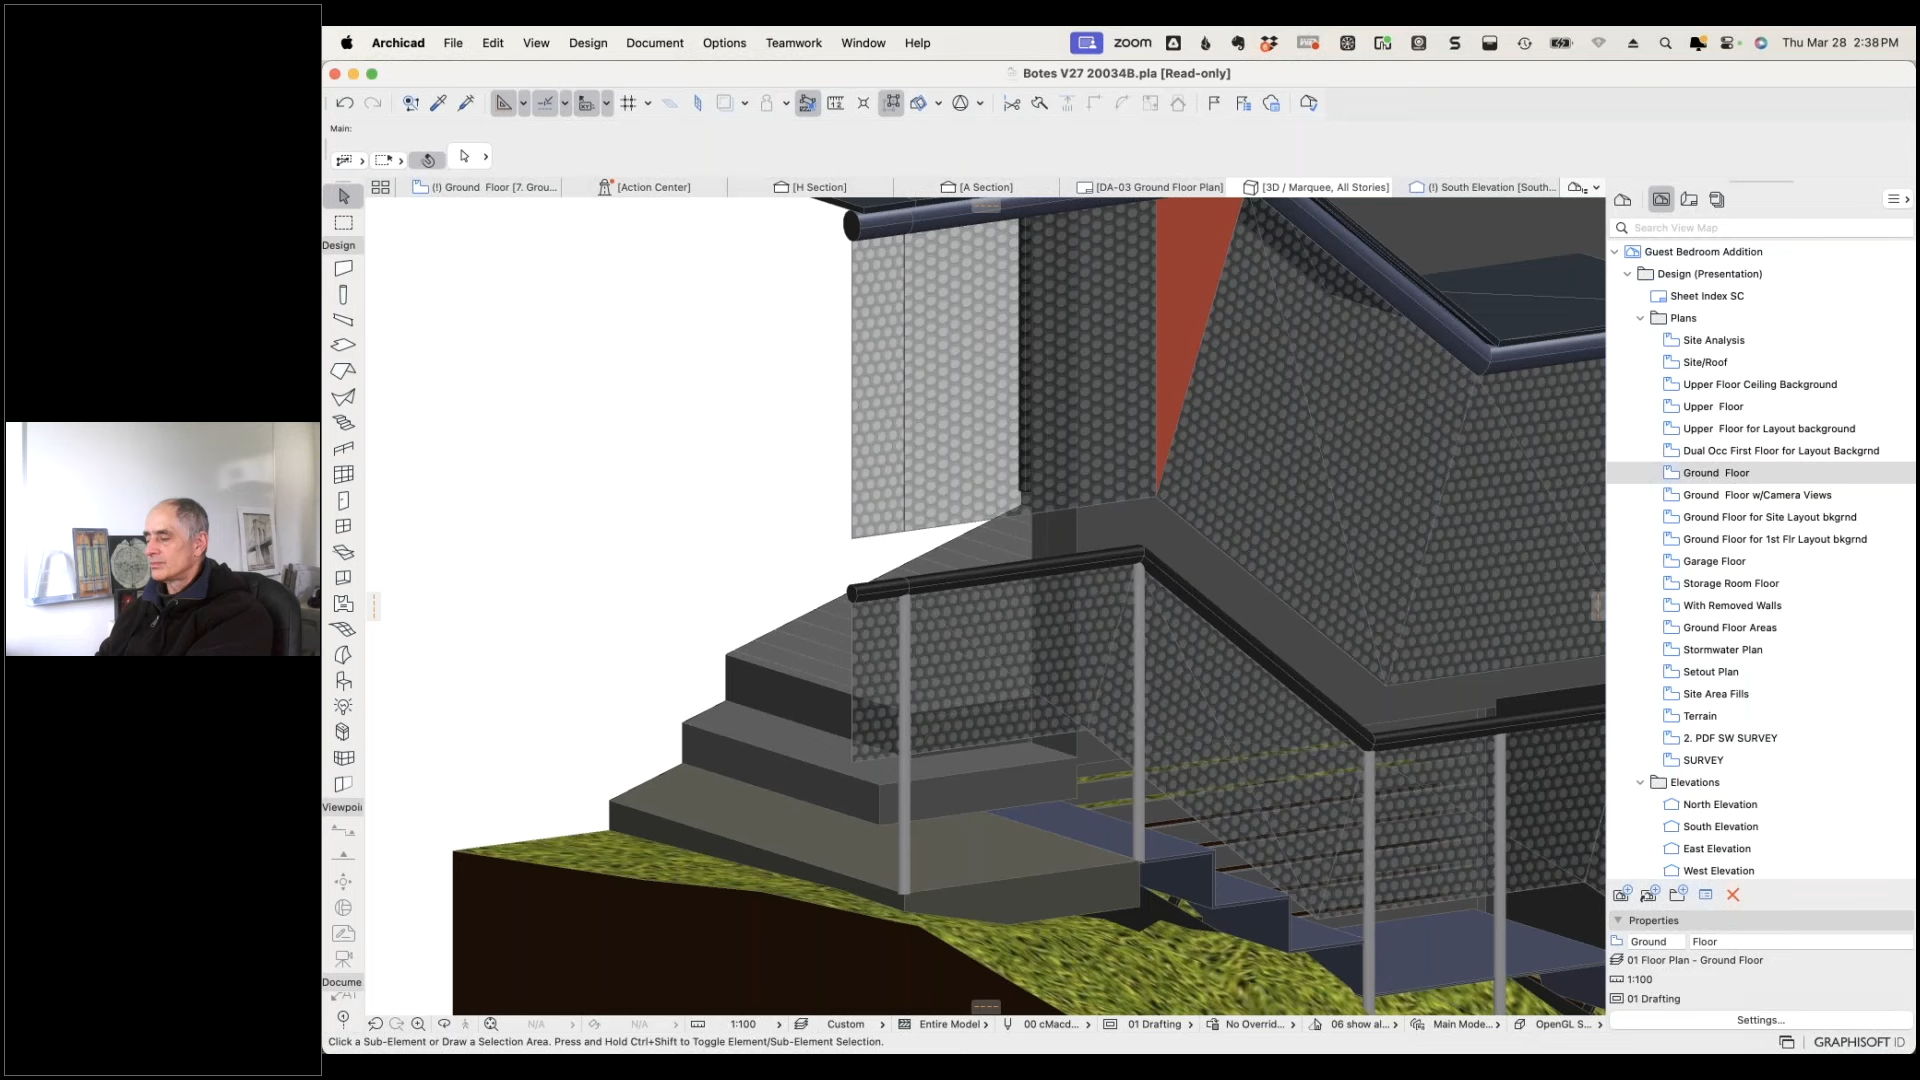 Archicad File Edit View Design Document Options Teamwork Window Help
zoom
Thu Mar 28 2:38 PM
Botes V27 20034B.pla [Read-only]
Main:
(!) Ground Floor [7. Grou...
[Action Center]
[H Section]
[A Section]
[DA-03 Ground Floor Plan]
[3D / Marquee, All Stories]
(!) South Elevation [South...
Design
Viewpoi
Docume
Search View Map
Guest Bedroom Addition
Design (Presentation)
Sheet Index SC
Plans
Site Analysis
Site/Roof
Upper Floor Ceiling Background
Upper Floor
Upper Floor for Layout background
Dual Occ First Floor for Layout Backgrnd
Ground Floor
Ground Floor w/Camera Views
Ground Floor for Site Layout bkgrnd
Ground Floor for 1st Flr Layout bkgrnd
Garage Floor
Storage Room Floor
With Removed Walls
Ground Floor Areas
Stormwater Plan
Setout Plan
Site Area Fills
Terrain
2. PDF SW SURVEY
SURVEY
Elevations
North Elevation
South Elevation
East Elevation
West Elevation
Properties
Ground Floor
01 Floor Plan - Ground Floor
1:100
01 Drafting
Settings...
N/A N/A 1:100 Custom Entire Model 00 cMacd... 01 Drafting No Overrid... 06 show al... Main Mode... OpenGL S...
Click a Sub-Element or Draw a Selection Area. Press and Hold Ctrl+Shift to Toggle Element/Sub-Element Selection.
GRAPHISOFT ID